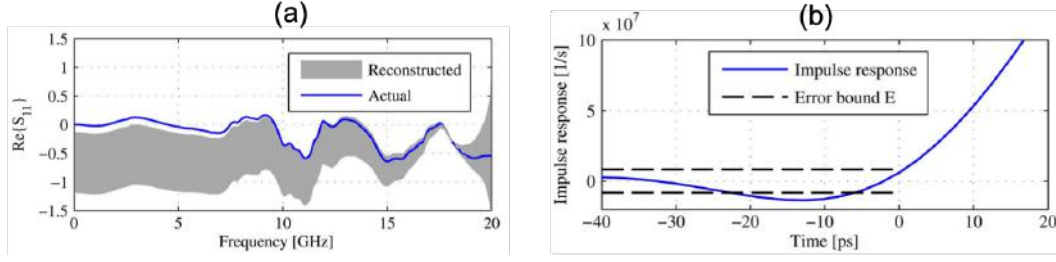 (a)
1.5
1
0.5
0
−0.5
−1
−1.5
Re{S11}
Reconstructed
Actual
0 5 10 15 20
Frequency [GHz]
(b)
x 10^7
10
5
0
Impulse response [1/s]
Impulse response
Error bound E
−40 −30 −20 −10 0 10 20
Time [ps]